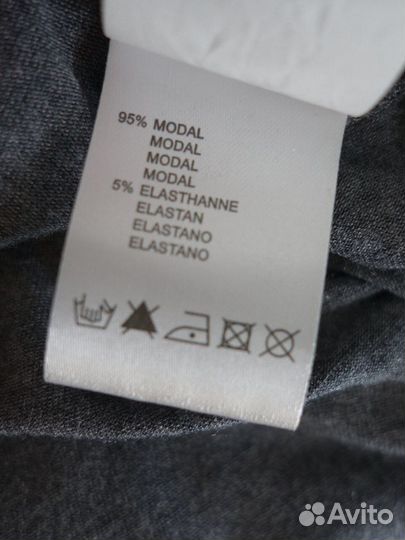 95% MODAL
MODAL
MODAL
MODAL
5% ELASTHANNE
ELASTAN
ELASTANO
ELASTANO
Avito